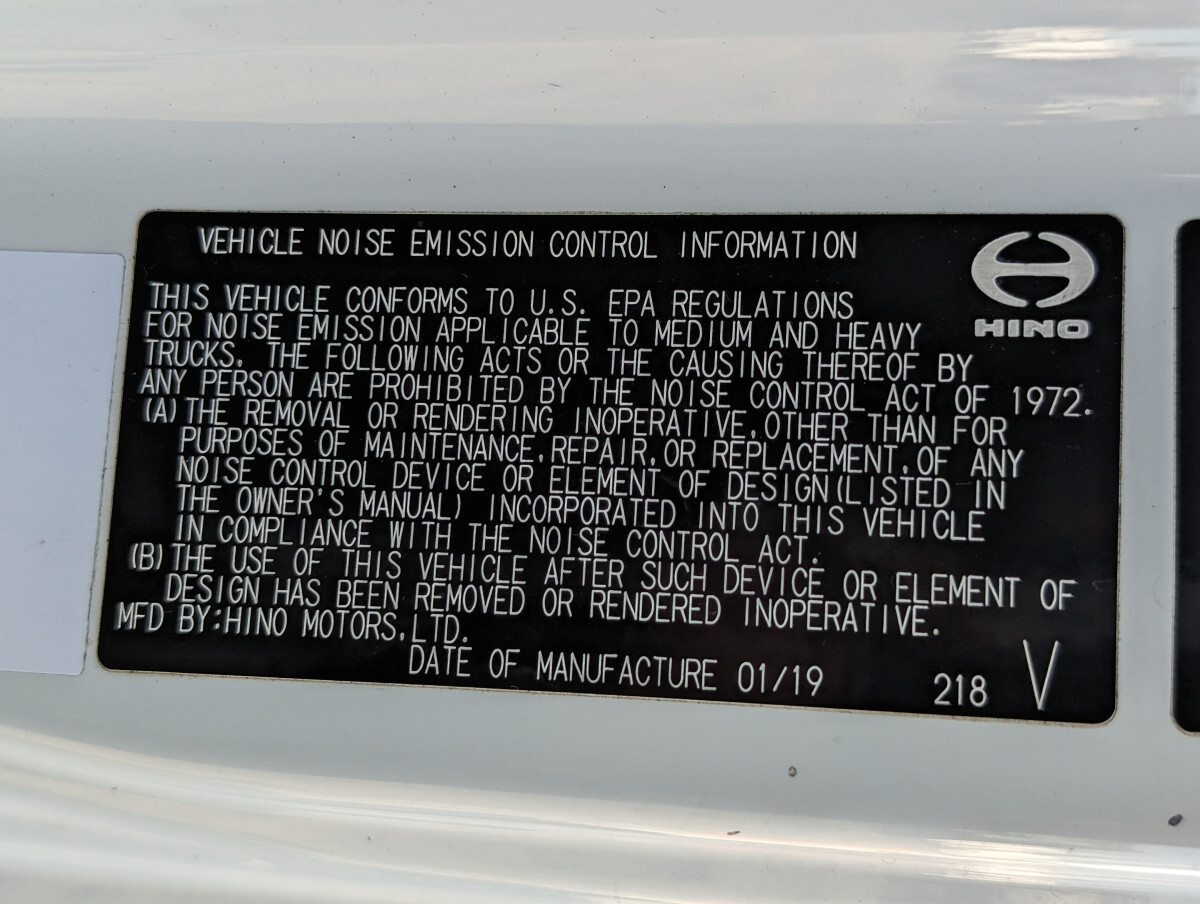 VEHICLE NOISE EMISSION CONTROL INFORMATION
HINO
THIS VEHICLE CONFORMS TO U.S. EPA REGULATIONS
FOR NOISE EMISSION APPLICABLE TO MEDIUM AND HEAVY
TRUCKS. THE FOLLOWING ACTS OR THE CAUSING THEREOF BY
ANY PERSON ARE PROHIBITED BY THE NOISE CONTROL ACT OF 1972.
(A) THE REMOVAL OR RENDERING INOPERATIVE, OTHER THAN FOR
PURPOSES OF MAINTENANCE, REPAIR, OR REPLACEMENT, OF ANY
NOISE CONTROL DEVICE OR ELEMENT OF DESIGN (LISTED IN
THE OWNER'S MANUAL) INCORPORATED INTO THIS VEHICLE
IN COMPLIANCE WITH THE NOISE CONTROL ACT.
(B) THE USE OF THIS VEHICLE AFTER SUCH DEVICE OR ELEMENT OF
DESIGN HAS BEEN REMOVED OR RENDERED INOPERATIVE.
MFD BY:HINO MOTORS,LTD.
DATE OF MANUFACTURE 01/19 218 V